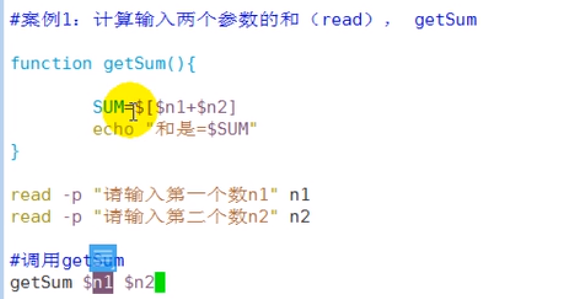 #案例1：计算输入两个参数的和（read）， getSum
function getSum(){
SUM=$[$n1+$n2]
echo "和是=$SUM"
}
read -p "请输入第一个数n1" n1
read -p "请输入第二个数n2" n2
#调用getSum
getSum $n1 $n2